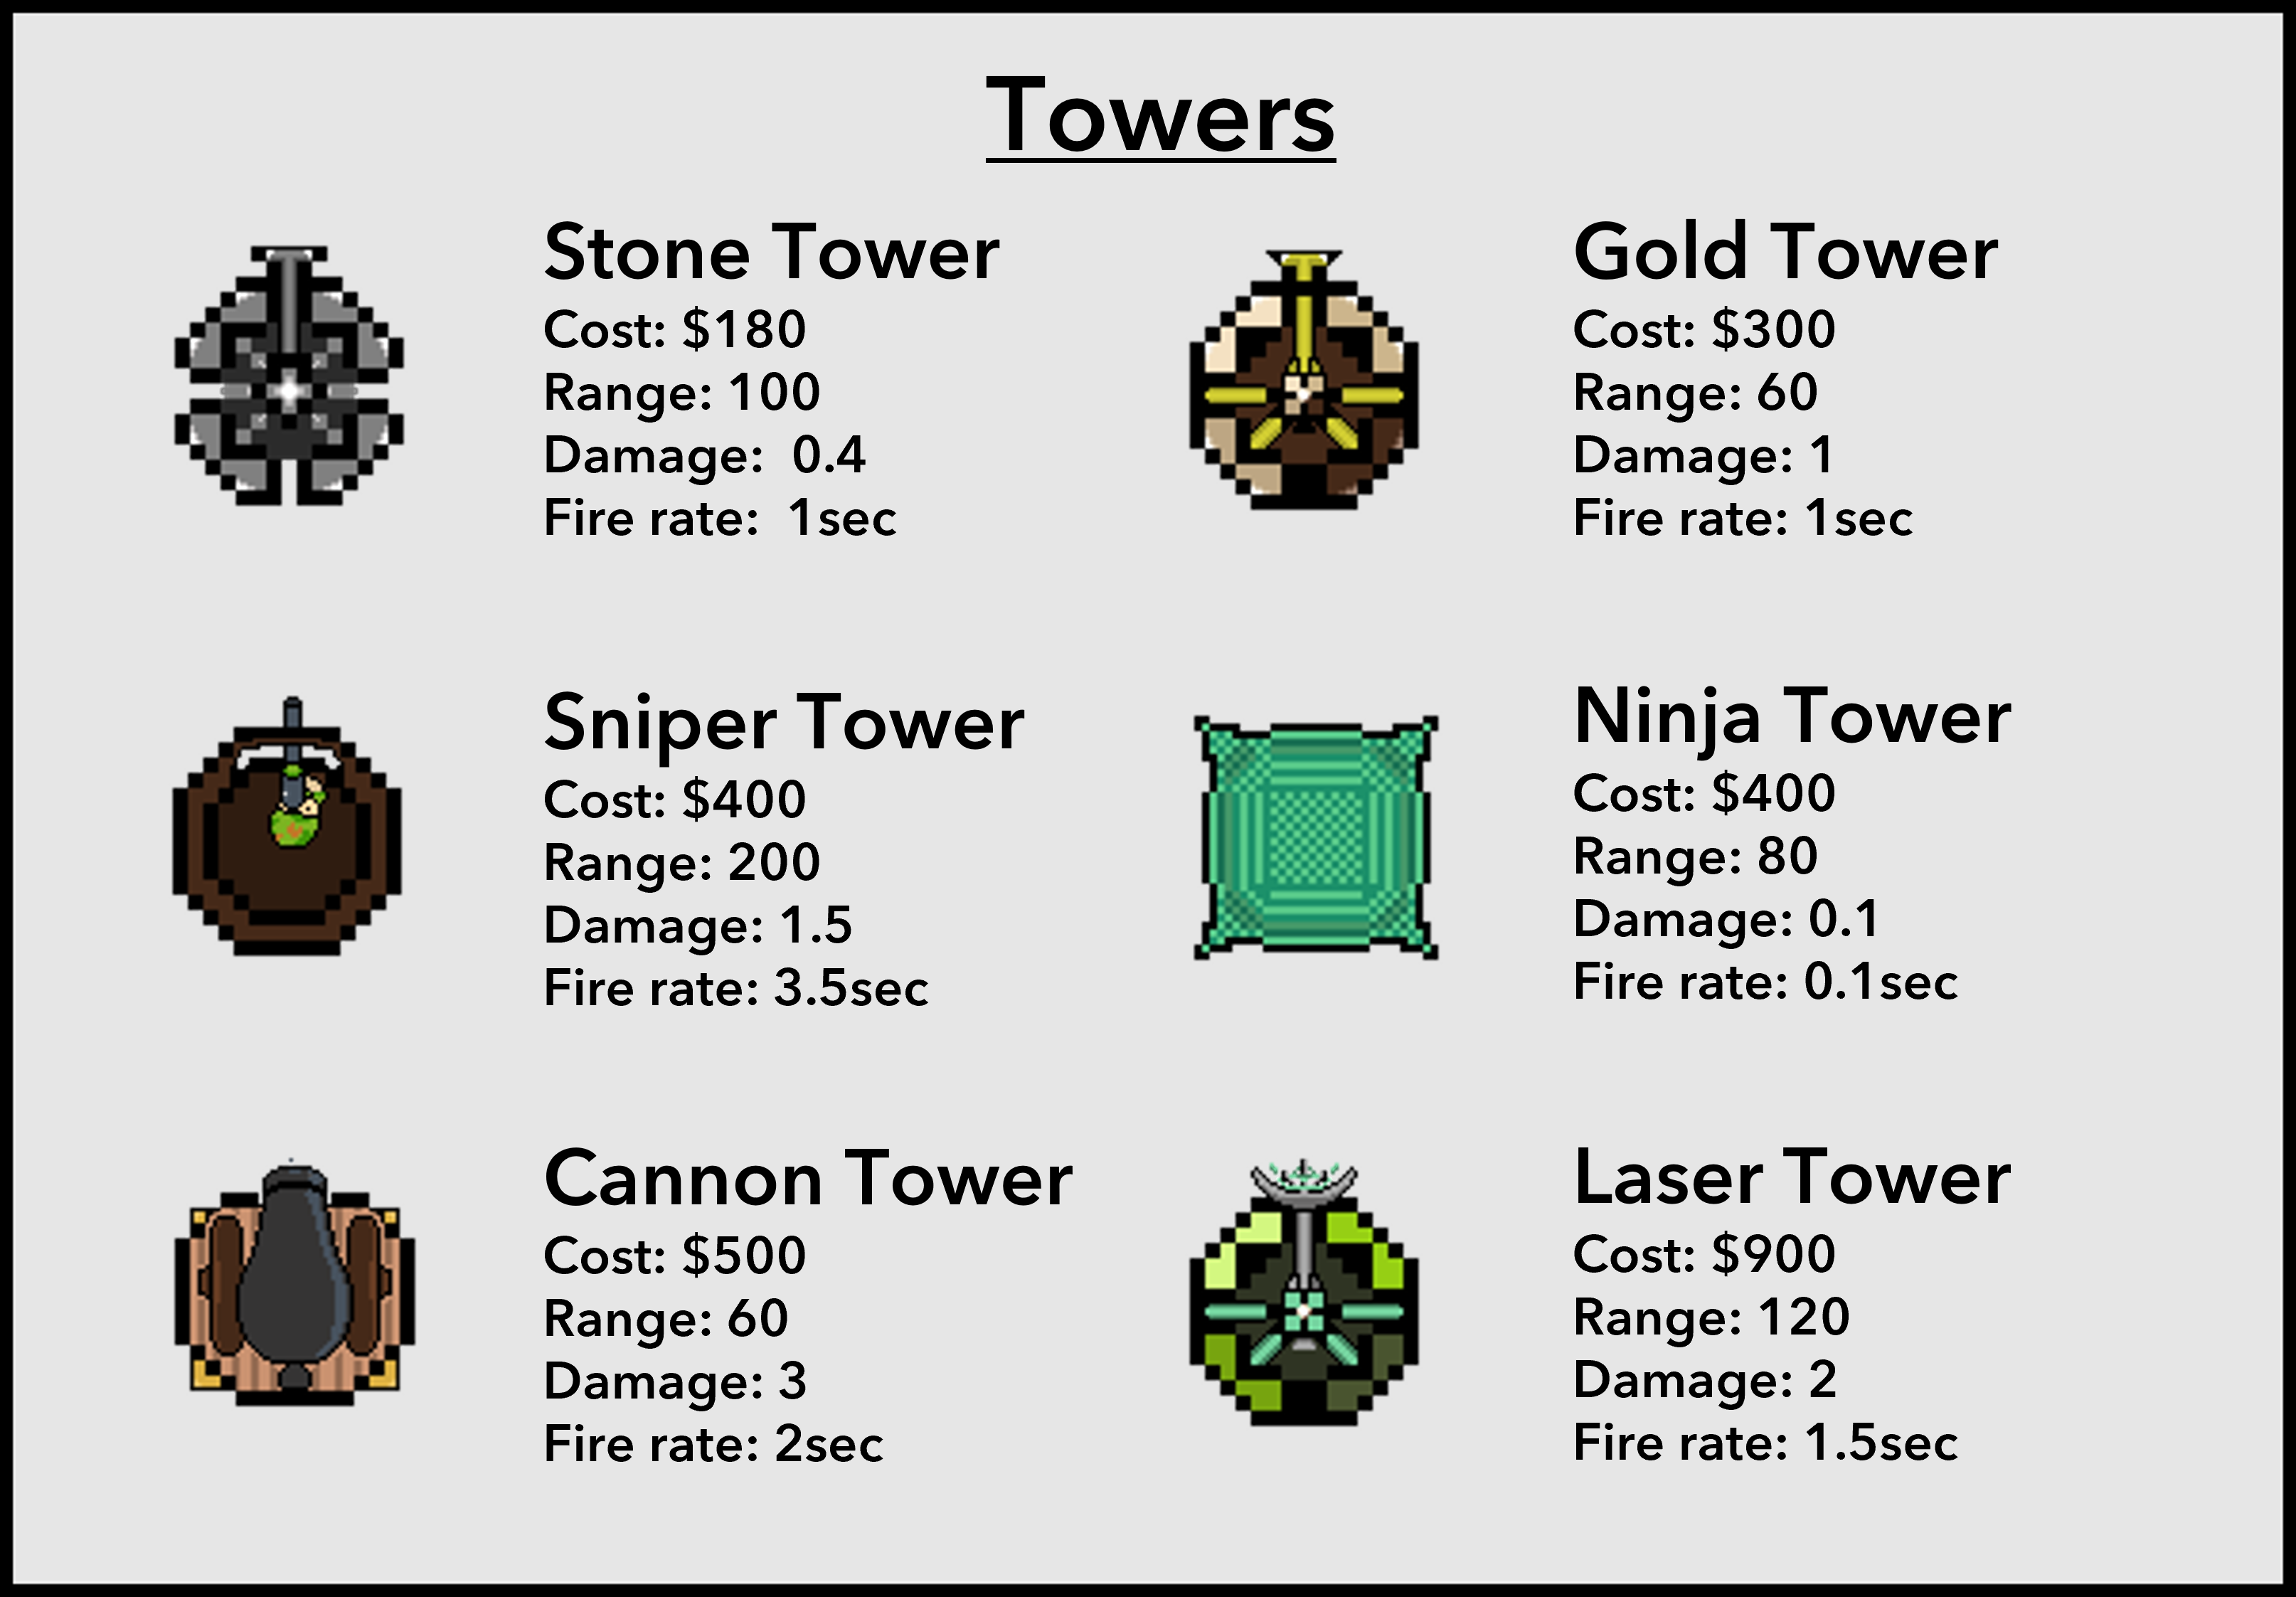 Towers
Stone Tower
Cost: $180
Range: 100
Damage:  0.4
Fire rate:  1sec
Gold Tower
Cost: $300
Range: 60
Damage: 1
Fire rate: 1sec
Sniper Tower
Cost: $400
Range: 200
Damage: 1.5
Fire rate: 3.5sec
Ninja Tower
Cost: $400
Range: 80
Damage: 0.1
Fire rate: 0.1sec
Cannon Tower
Cost: $500
Range: 60
Damage: 3
Fire rate: 2sec
Laser Tower
Cost: $900
Range: 120
Damage: 2
Fire rate: 1.5sec